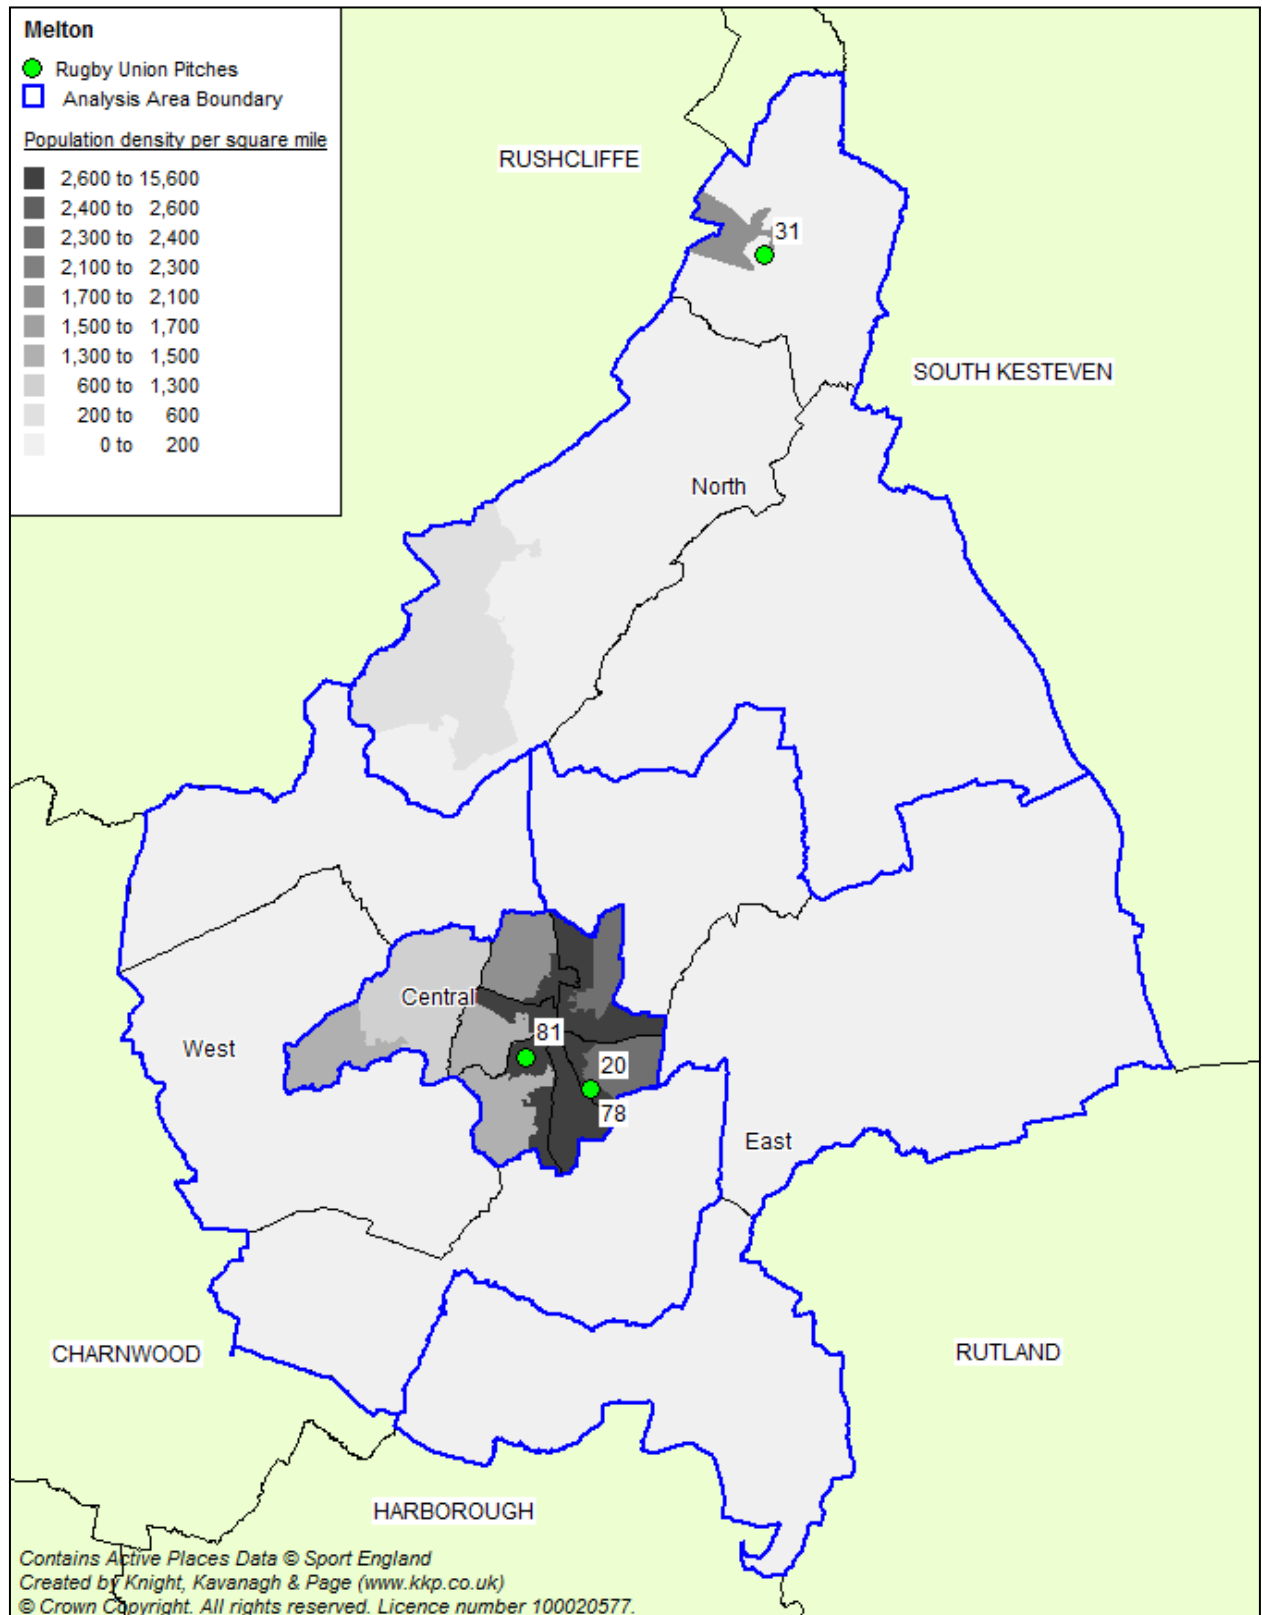 Melton
Rugby Union Pitches
Analysis Area Boundary
Population density per square mile
2,600 to 15,600
2,400 to 2,600
2,300 to 2,400
2,100 to 2,300
1,700 to 2,100
1,500 to 1,700
1,300 to 1,500
600 to 1,300
200 to 600
0 to 200
RUSHCLIFFE
31
SOUTH KESTEVEN
North
Central
81
West
20
78
East
CHARNWOOD
RUTLAND
HARBOROUGH
Contains Active Places Data © Sport England
Created by Knight, Kavanagh & Page (www.kkp.co.uk)
© Crown Copyright. All rights reserved. Licence number 100020577.